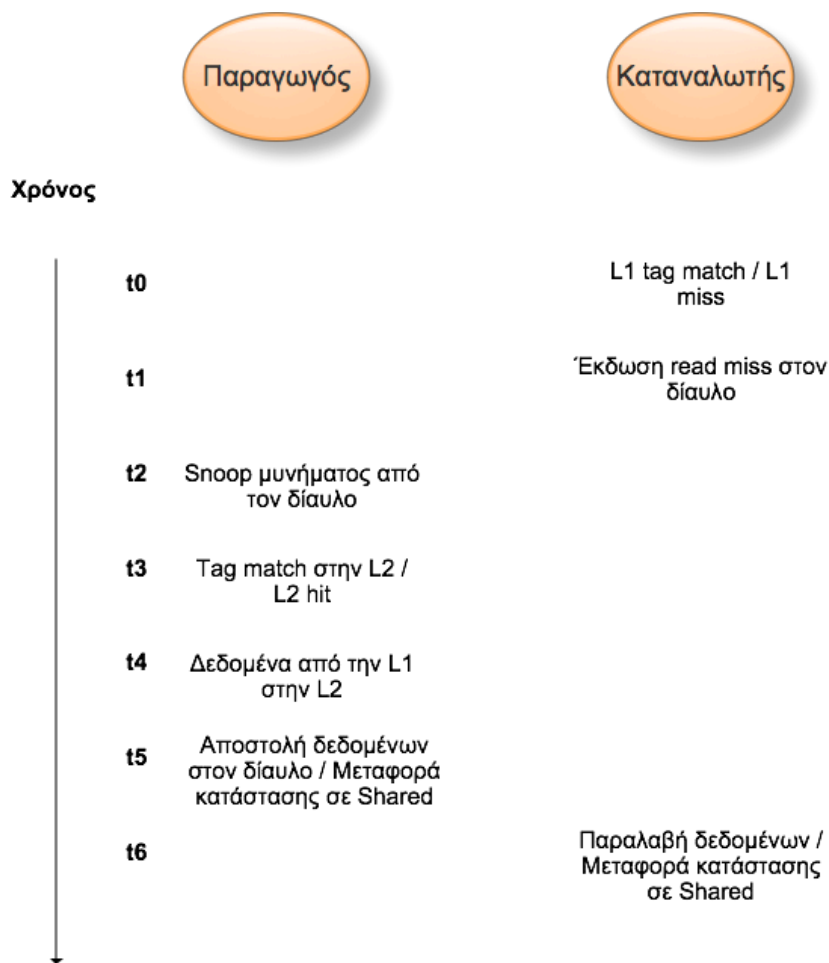 Παραγωγός
Καταναλωτής
Χρόνος
t0
L1 tag match / L1
miss
t1
Έκδωση read miss στον
δίαυλο
t2
Snoop μυνήματος από
τον δίαυλο
t3
Tag match στην L2 /
L2 hit
t4
Δεδομένα από την L1
στην L2
t5
Αποστολή δεδομένων
στον δίαυλο / Μεταφορά
κατάστασης σε Shared
t6
Παραλαβή δεδομένων /
Μεταφορά κατάστασης
σε Shared